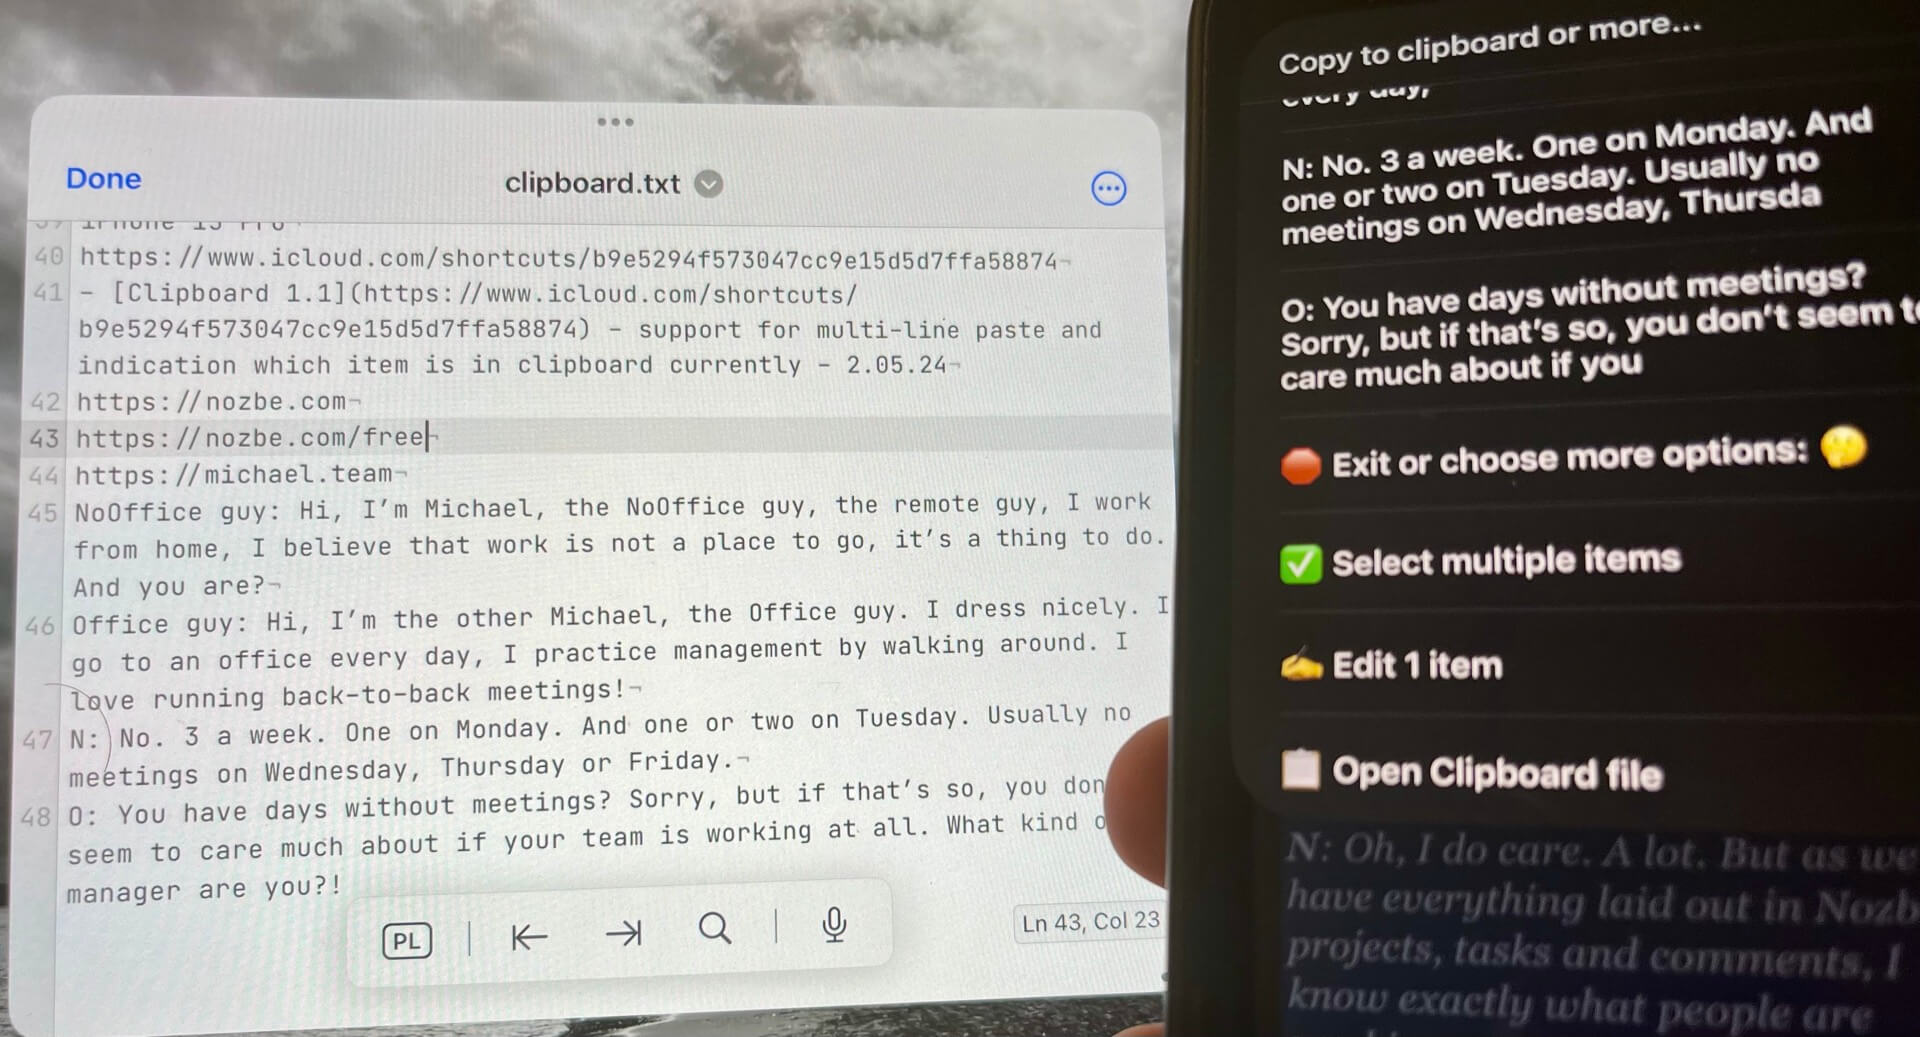 Done
clipboard.txt
39 iPhone 15 Pro
40 https://www.icloud.com/shortcuts/b9e5294f573047cc9e15d5d7ffa58874¬
41 - [Clipboard 1.1](https://www.icloud.com/shortcuts/
b9e5294f573047cc9e15d5d7ffa58874) - support for multi-line paste and
indication which item is in clipboard currently - 2.05.24¬
42 https://nozbe.com¬
43 https://nozbe.com/free¬
44 https://michael.team¬
45 NoOffice guy: Hi, I’m Michael, the NoOffice guy, the remote guy, I work
from home, I believe that work is not a place to go, it’s a thing to do.
And you are?¬
46 Office guy: Hi, I’m the other Michael, the Office guy. I dress nicely. I
go to an office every day, I practice management by walking around. I
love running back-to-back meetings!¬
47 N: No. 3 a week. One on Monday. And one or two on Tuesday. Usually no
meetings on Wednesday, Thursday or Friday.¬
48 O: You have days without meetings? Sorry, but if that’s so, you don
seem to care much about if your team is working at all. What kind o
manager are you?!
PL
Ln 43, Col 23
Copy to clipboard or more...
every day,
N: No. 3 a week. One on Monday. And
one or two on Tuesday. Usually no
meetings on Wednesday, Thursda
O: You have days without meetings?
Sorry, but if that’s so, you don’t seem to
care much about if you
Exit or choose more options:
Select multiple items
Edit 1 item
Open Clipboard file
N: Oh, I do care. A lot. But as we
have everything laid out in Nozb
projects, tasks and comments, I
know exactly what people are